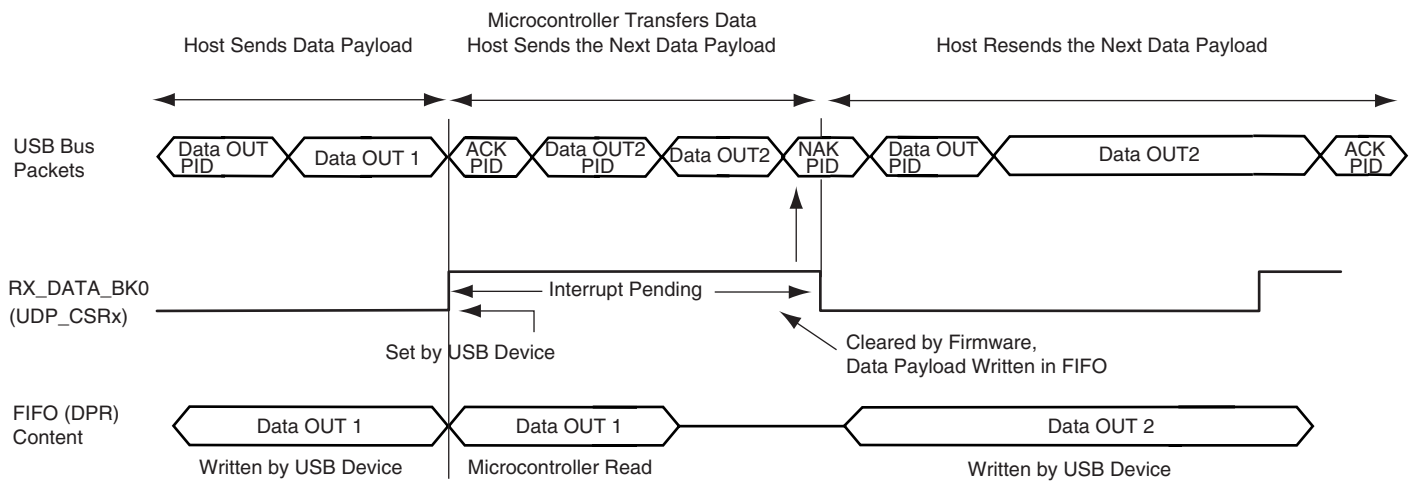 Host Sends Data Payload
Microcontroller Transfers Data
Host Sends the Next Data Payload
Host Resends the Next Data Payload
USB Bus
Packets
Data OUT
PID
Data OUT 1
ACK
PID
Data OUT2
PID
Data OUT2
NAK
PID
Data OUT
PID
Data OUT2
ACK
PID
RX_DATA_BK0
(UDP_CSRx)
Interrupt Pending
Set by USB Device
Cleared by Firmware,
Data Payload Written in FIFO
FIFO (DPR)
Content
Data OUT 1
Data OUT 1
Data OUT 2
Written by USB Device
Microcontroller Read
Written by USB Device